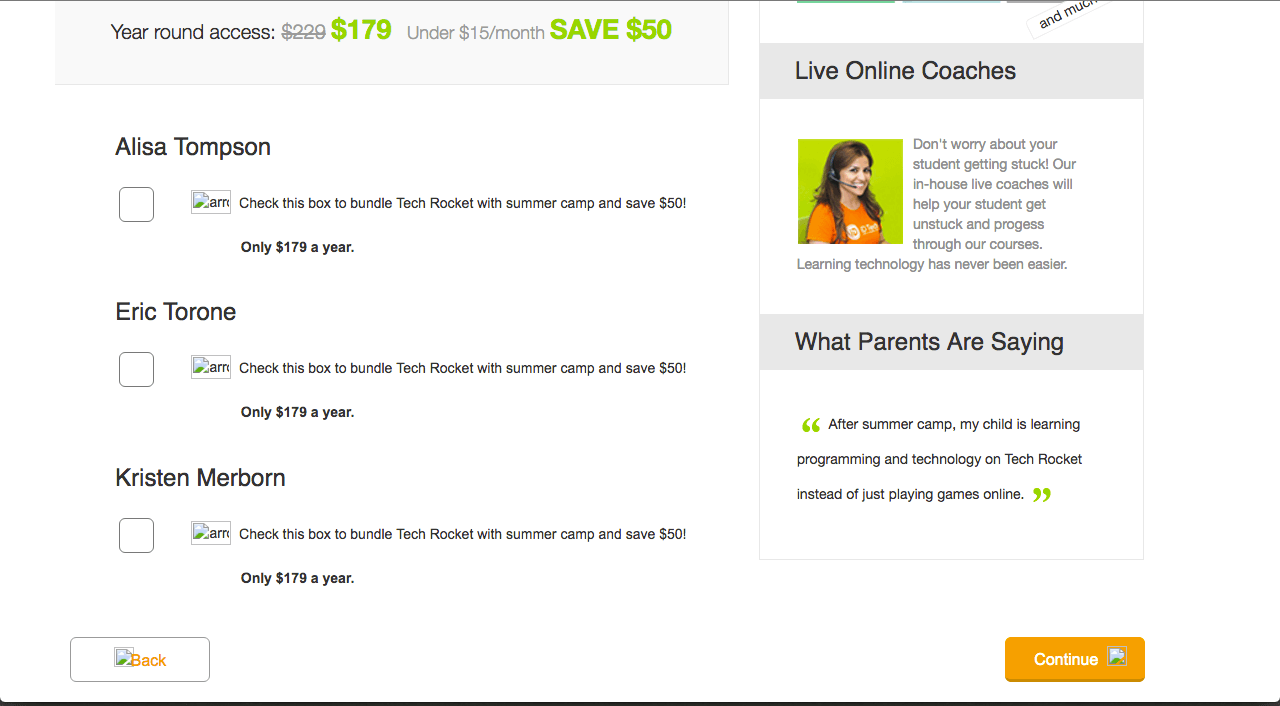 Year round access: $229 $179 Under $15/month SAVE $50
Alisa Tompson
arr Check this box to bundle Tech Rocket with summer camp and save $50!
Only $179 a year.
Eric Torone
arr Check this box to bundle Tech Rocket with summer camp and save $50!
Only $179 a year.
Kristen Merborn
arr Check this box to bundle Tech Rocket with summer camp and save $50!
Only $179 a year.
Back
and much
Live Online Coaches
Don't worry about your
student getting stuck! Our
in-house live coaches will
help your student get
unstuck and progess
through our courses.
Learning technology has never been easier.
What Parents Are Saying
“ After summer camp, my child is learning
programming and technology on Tech Rocket
instead of just playing games online. ”
Continue